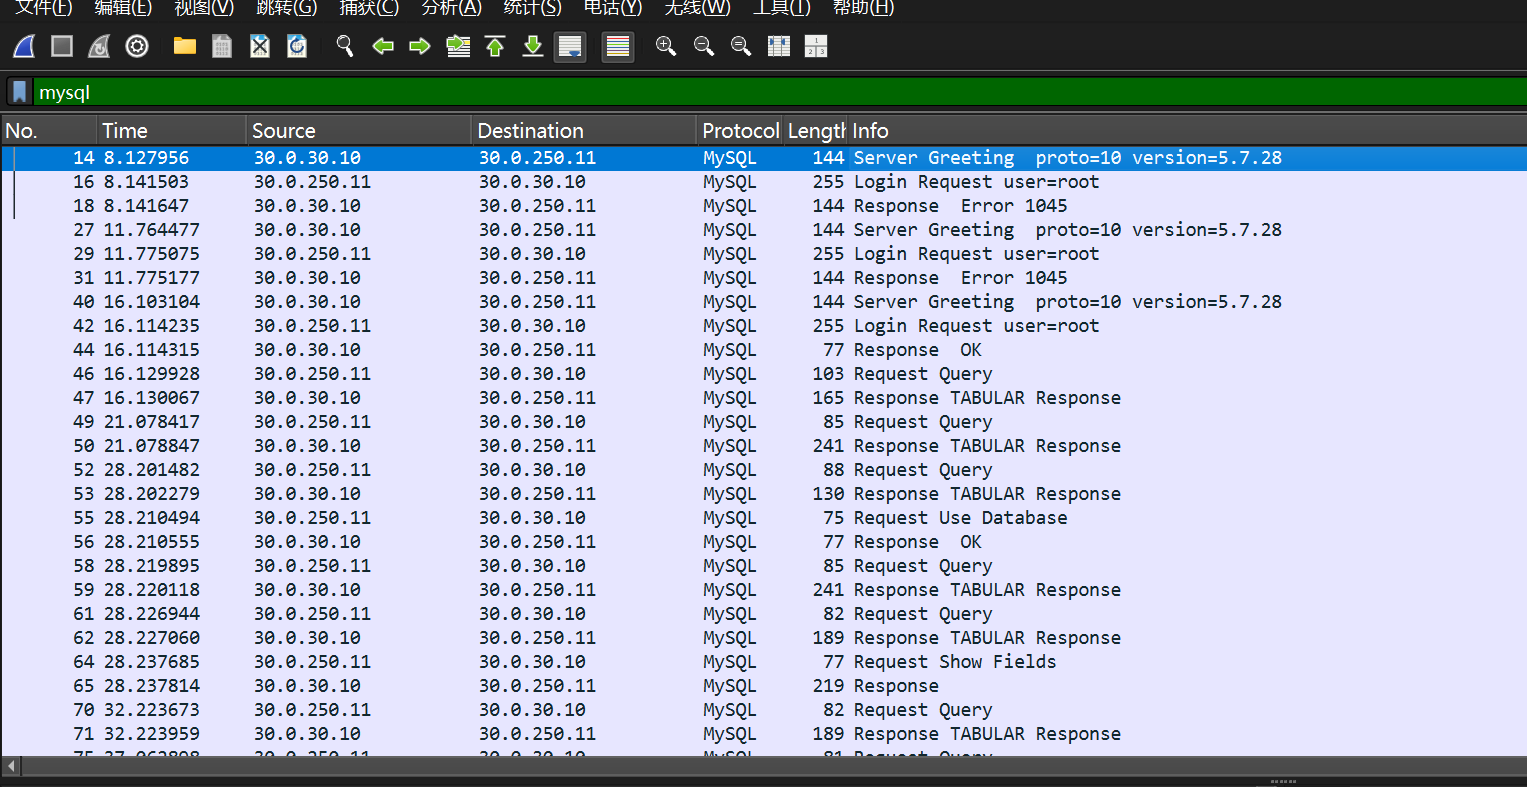 文件(F) 编辑(E) 视图(V) 跳转(G) 捕获(C) 分析(A) 统计(S) 电话(Y) 无线(W) 工具(T) 帮助(H)
mysql
No. Time Source Destination Protocol Length Info
14 8.127956 30.0.30.10 30.0.250.11 MySQL 144 Server Greeting proto=10 version=5.7.28
16 8.141503 30.0.250.11 30.0.30.10 MySQL 255 Login Request user=root
18 8.141647 30.0.30.10 30.0.250.11 MySQL 144 Response Error 1045
27 11.764477 30.0.30.10 30.0.250.11 MySQL 144 Server Greeting proto=10 version=5.7.28
29 11.775075 30.0.250.11 30.0.30.10 MySQL 255 Login Request user=root
31 11.775177 30.0.30.10 30.0.250.11 MySQL 144 Response Error 1045
40 16.103104 30.0.30.10 30.0.250.11 MySQL 144 Server Greeting proto=10 version=5.7.28
42 16.114235 30.0.250.11 30.0.30.10 MySQL 255 Login Request user=root
44 16.114315 30.0.30.10 30.0.250.11 MySQL 77 Response OK
46 16.129928 30.0.250.11 30.0.30.10 MySQL 103 Request Query
47 16.130067 30.0.30.10 30.0.250.11 MySQL 165 Response TABULAR Response
49 21.078417 30.0.250.11 30.0.30.10 MySQL 85 Request Query
50 21.078847 30.0.30.10 30.0.250.11 MySQL 241 Response TABULAR Response
52 28.201482 30.0.250.11 30.0.30.10 MySQL 88 Request Query
53 28.202279 30.0.30.10 30.0.250.11 MySQL 130 Response TABULAR Response
55 28.210494 30.0.250.11 30.0.30.10 MySQL 75 Request Use Database
56 28.210555 30.0.30.10 30.0.250.11 MySQL 77 Response OK
58 28.219895 30.0.250.11 30.0.30.10 MySQL 85 Request Query
59 28.220118 30.0.30.10 30.0.250.11 MySQL 241 Response TABULAR Response
61 28.226944 30.0.250.11 30.0.30.10 MySQL 82 Request Query
62 28.227060 30.0.30.10 30.0.250.11 MySQL 189 Response TABULAR Response
64 28.237685 30.0.250.11 30.0.30.10 MySQL 77 Request Show Fields
65 28.237814 30.0.30.10 30.0.250.11 MySQL 219 Response
70 32.223673 30.0.250.11 30.0.30.10 MySQL 82 Request Query
71 32.223959 30.0.30.10 30.0.250.11 MySQL 189 Response TABULAR Response